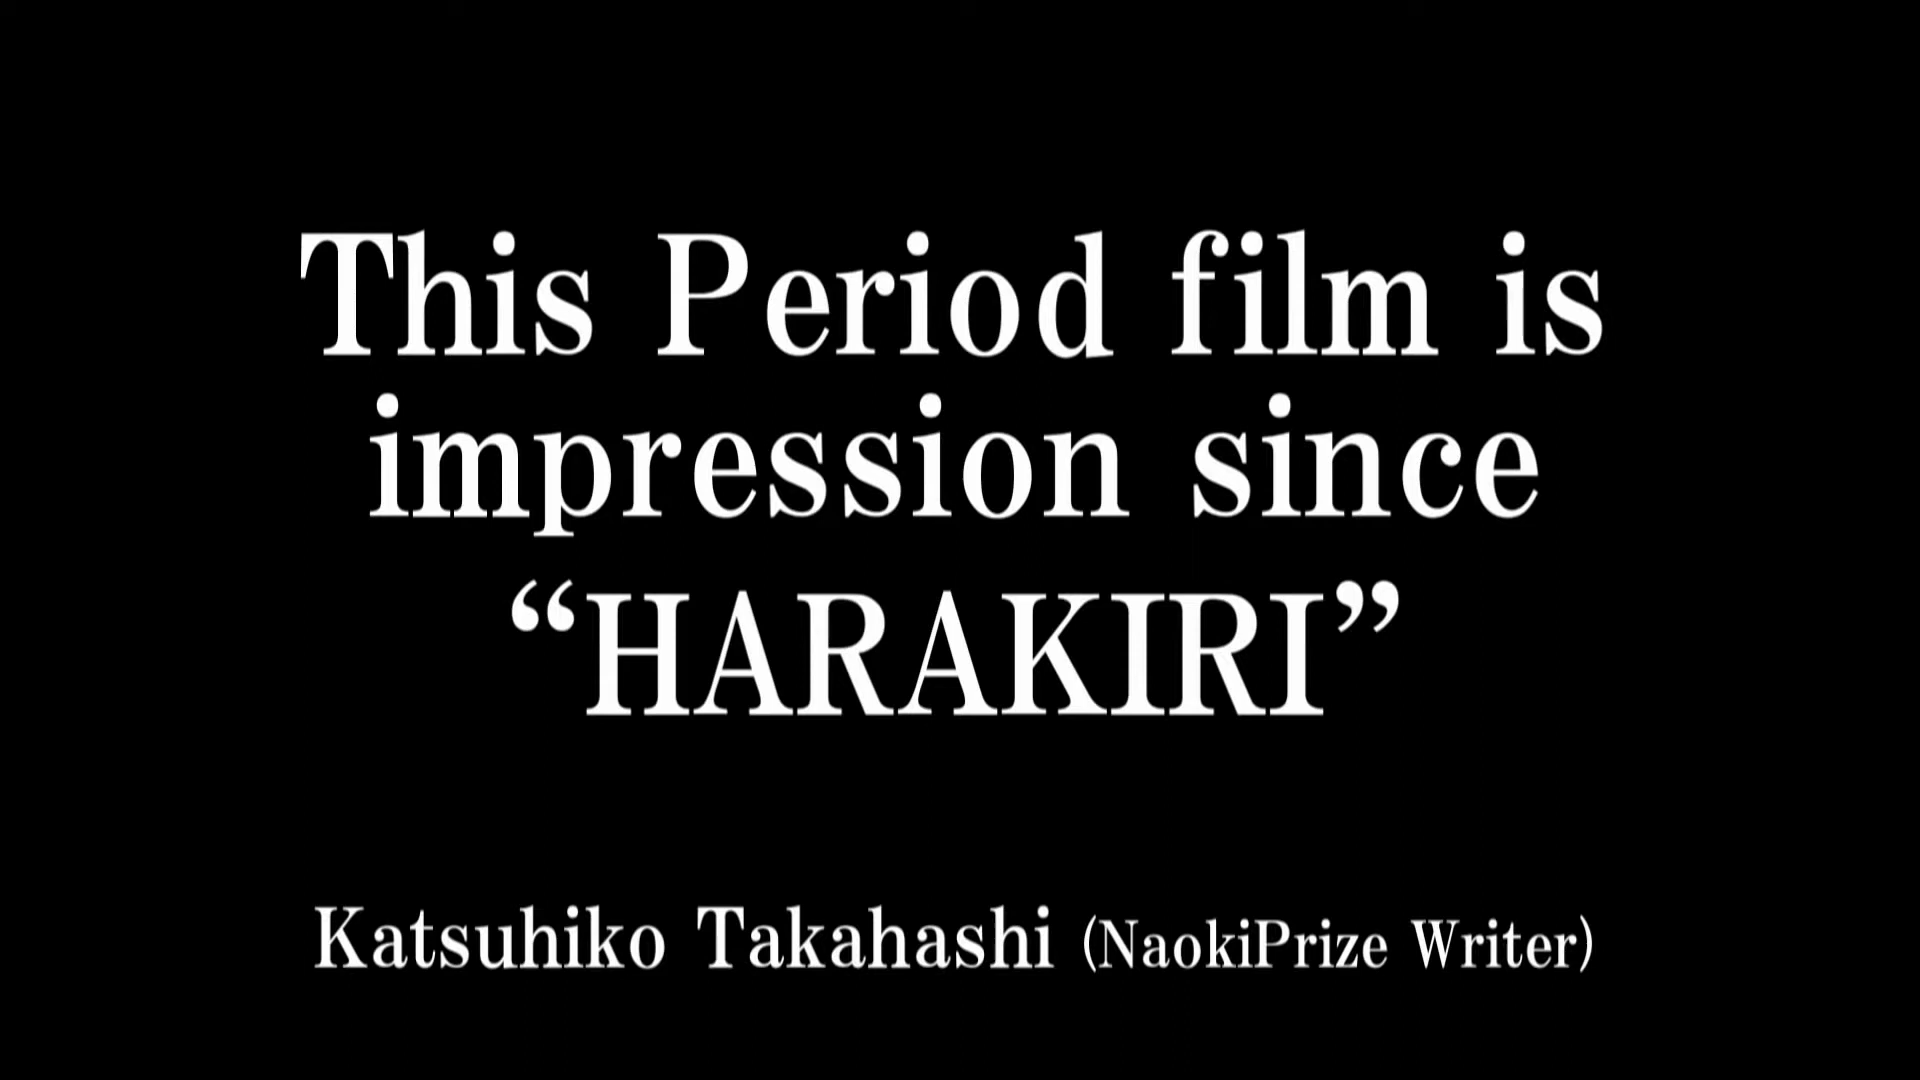 This Period film is
impression since
“HARAKIRI”
Katsuhiko Takahashi (NaokiPrize Writer)